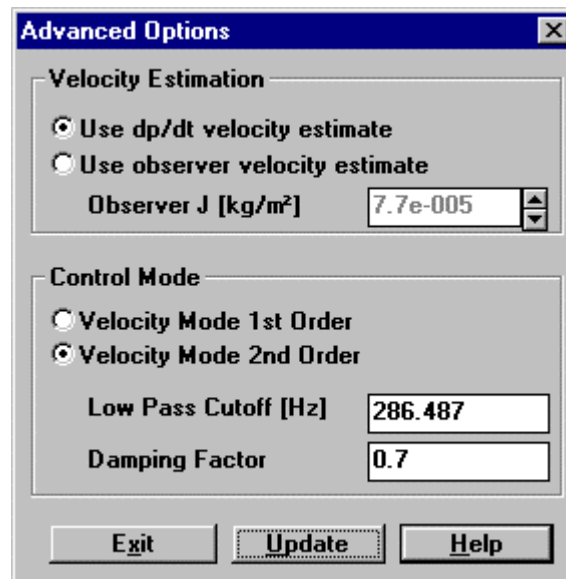 Advanced Options
Velocity Estimation
Use dp/dt velocity estimate
Use observer velocity estimate
Observer J [kg/m²] 7.7e-005
Control Mode
Velocity Mode 1st Order
Velocity Mode 2nd Order
Low Pass Cutoff [Hz] 286.487
Damping Factor 0.7
Exit Update Help